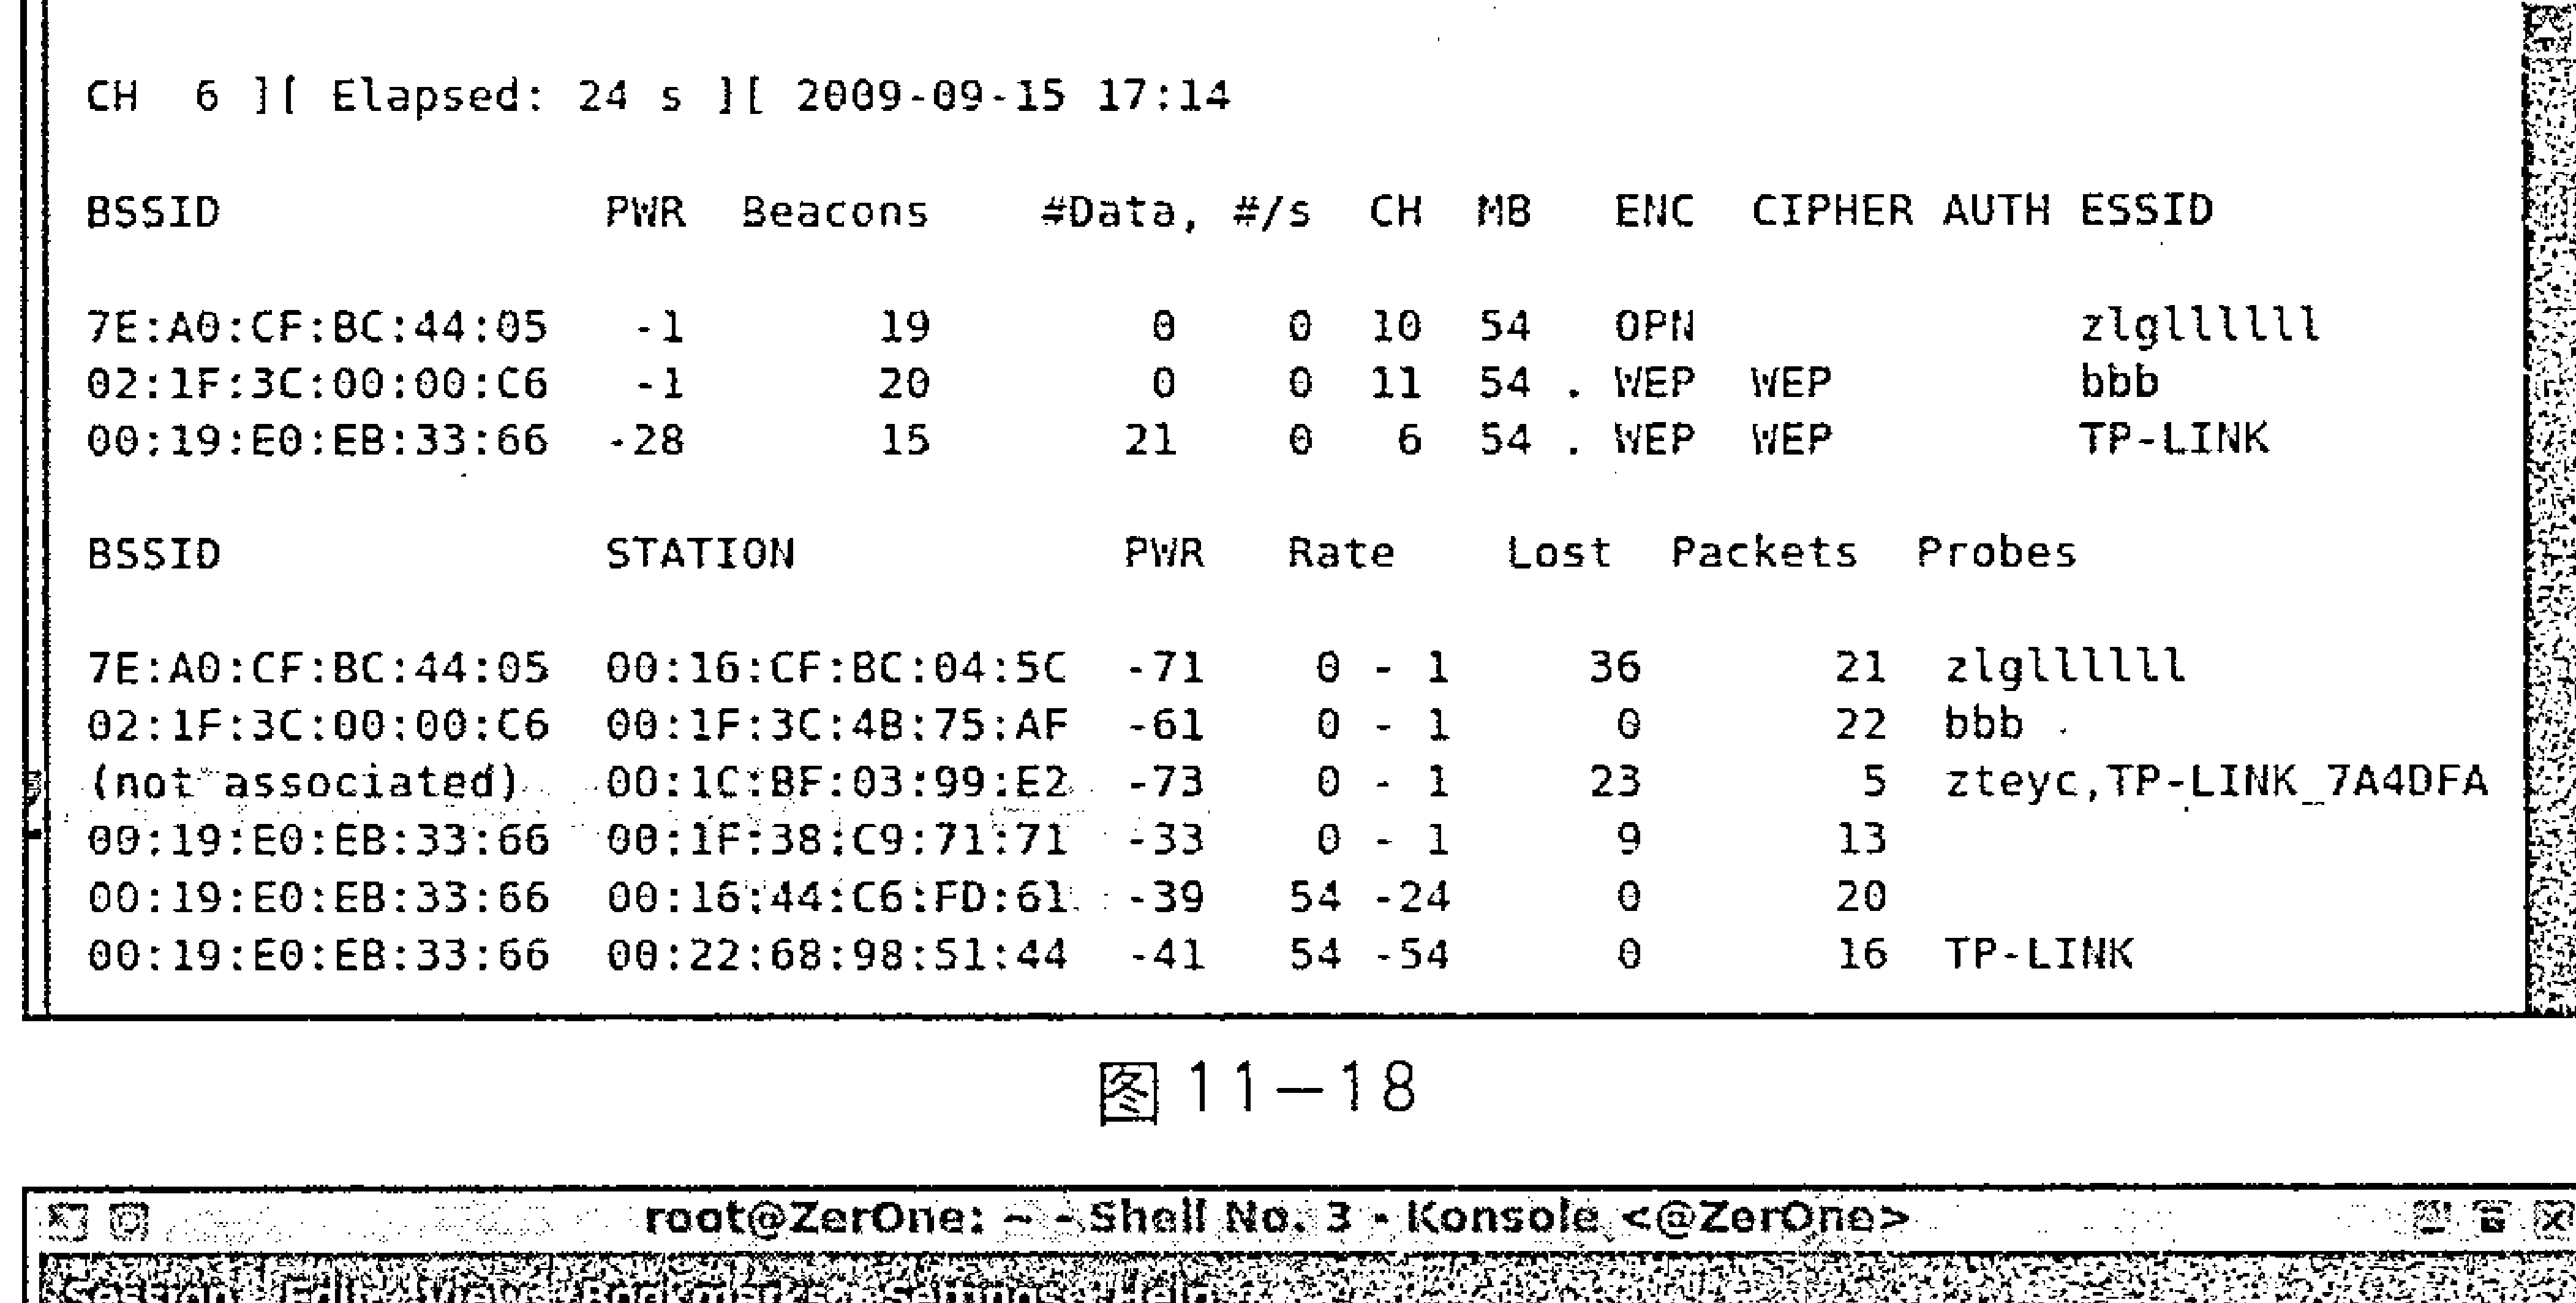 CH  6 ][ Elapsed: 24 s ][ 2009-09-15 17:14
BSSID PWR Beacons #Data, #/s CH MB ENC CIPHER AUTH ESSID
7E:A0:CF:BC:44:05 -1 19 0 0 10 54 OPN zlgllllll
02:1F:3C:00:00:C6 -1 20 0 0 11 54 . WEP WEP bbb
00:19:E0:EB:33:66 -28 15 21 0 6 54 . WEP WEP TP-LINK
BSSID STATION PWR Rate Lost Packets Probes
7E:A0:CF:BC:44:05 00:16:CF:BC:04:5C -71 0 - 1 36 21 zlgllllll
02:1F:3C:00:00:C6 00:1F:3C:4B:75:AF -61 0 - 1 0 22 bbb
(not associated) 00:1C:BF:03:99:E2 -73 0 - 1 23 5 zteyc,TP-LINK_7A4DFA
00:19:E0:EB:33:66 00:1F:38:C9:71:71 -33 0 - 1 9 13
00:19:E0:EB:33:66 00:16:44:C6:FD:61 -39 54 -24 0 20
00:19:E0:EB:33:66 00:22:68:98:51:44 -41 54 -54 0 16 TP-LINK
图 11-18
root@ZerOne: ~ - Shell No. 3 - Konsole <@ZerOne>
Session Edit View Bookmarks Settings Help